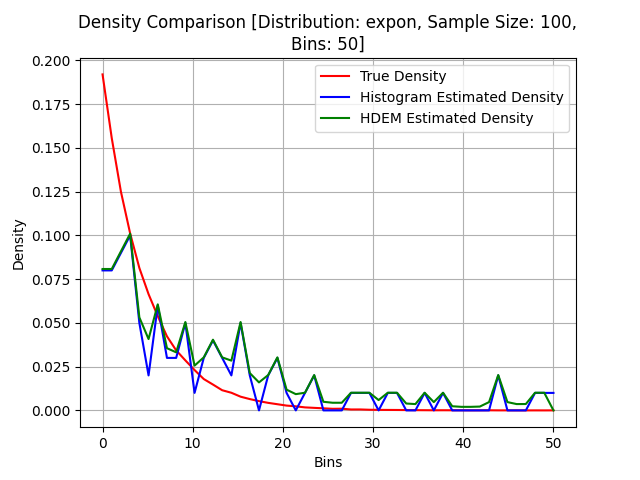 Density Comparison [Distribution: expon, Sample Size: 100,
Bins: 50]
True Density
Histogram Estimated Density
HDEM Estimated Density
Density
0.200
0.175
0.150
0.125
0.100
0.075
0.050
0.025
0.000
0 10 20 30 40 50
Bins